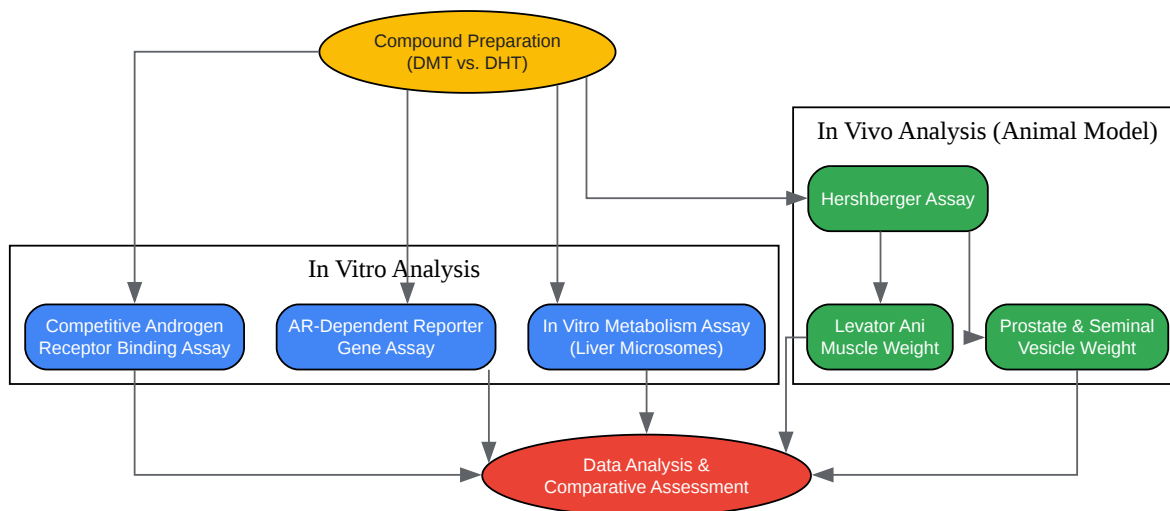 Compound Preparation
(DMT vs. DHT)
In Vivo Analysis (Animal Model)
Hershberger Assay
In Vitro Analysis
Competitive Androgen
Receptor Binding Assay
AR-Dependent Reporter
Gene Assay
In Vitro Metabolism Assay
(Liver Microsomes)
Levator Ani
Muscle Weight
Prostate & Seminal
Vesicle Weight
Data Analysis &
Comparative Assessment